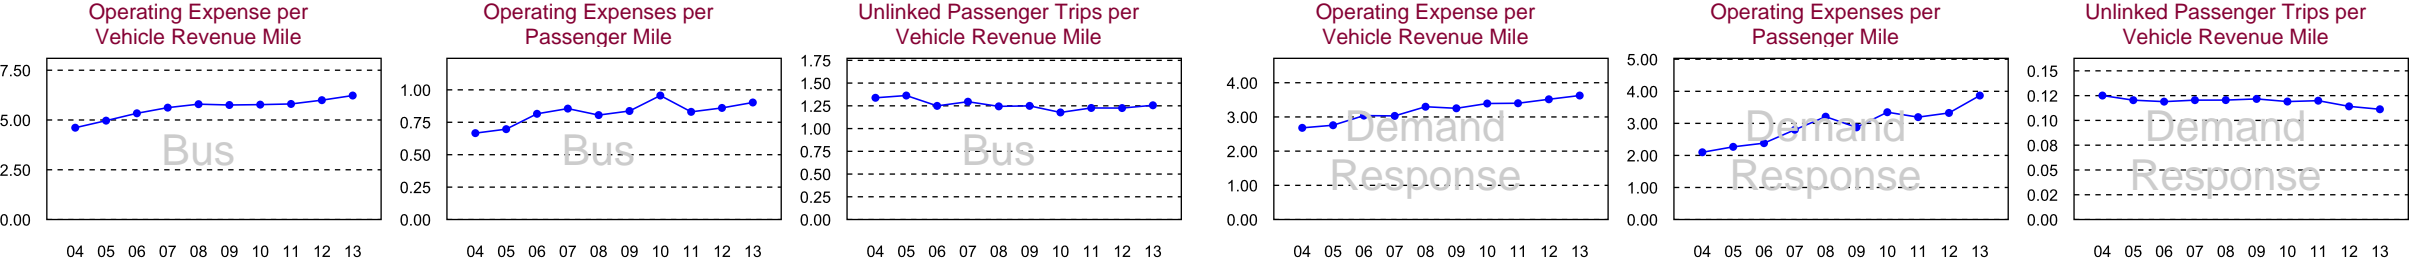 Operating Expense per
Vehicle Revenue Mile
7.50
5.00
2.50
0.00
Bus
04 05 06 07 08 09 10 11 12 13
Operating Expenses per
Passenger Mile
1.00
0.75
0.50
0.25
0.00
Bus
04 05 06 07 08 09 10 11 12 13
Unlinked Passenger Trips per
Vehicle Revenue Mile
1.75
1.50
1.25
1.00
0.75
0.50
0.25
0.00
Bus
04 05 06 07 08 09 10 11 12 13
Operating Expense per
Vehicle Revenue Mile
4.00
3.00
2.00
1.00
0.00
Demand
Response
04 05 06 07 08 09 10 11 12 13
Operating Expenses per
Passenger Mile
5.00
4.00
3.00
2.00
1.00
0.00
Demand
Response
04 05 06 07 08 09 10 11 12 13
Unlinked Passenger Trips per
Vehicle Revenue Mile
0.15
0.12
0.10
0.08
0.05
0.02
0.00
Demand
Response
04 05 06 07 08 09 10 11 12 13